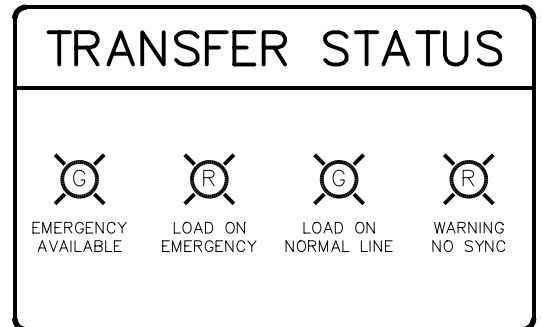 TRANSFER STATUS
G R G R
EMERGENCY AVAILABLE
LOAD ON EMERGENCY
LOAD ON NORMAL LINE
WARNING NO SYNC